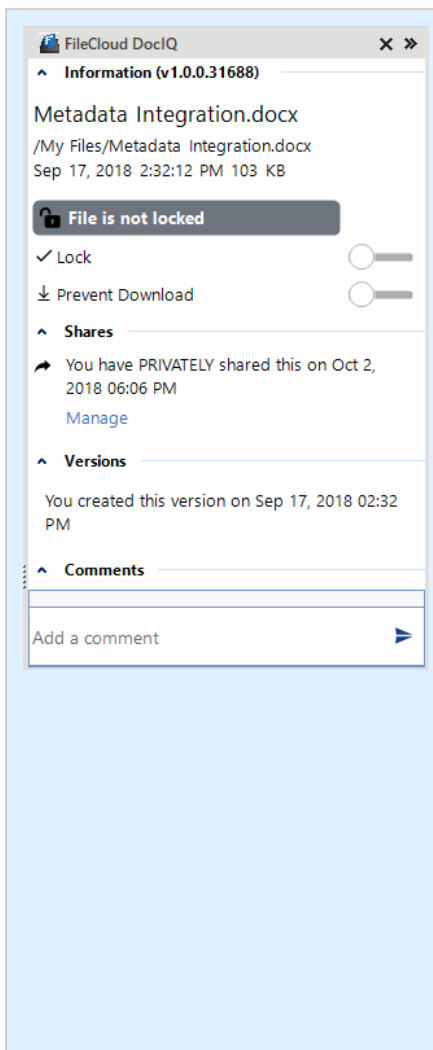 FileCloud DocIQ
Information (v1.0.0.31688)
Metadata Integration.docx
/My Files/Metadata Integration.docx
Sep 17, 2018 2:32:12 PM 103 KB
File is not locked
Lock
Prevent Download
Shares
You have PRIVATELY shared this on Oct 2,
2018 06:06 PM
Manage
Versions
You created this version on Sep 17, 2018 02:32
PM
Comments
Add a comment